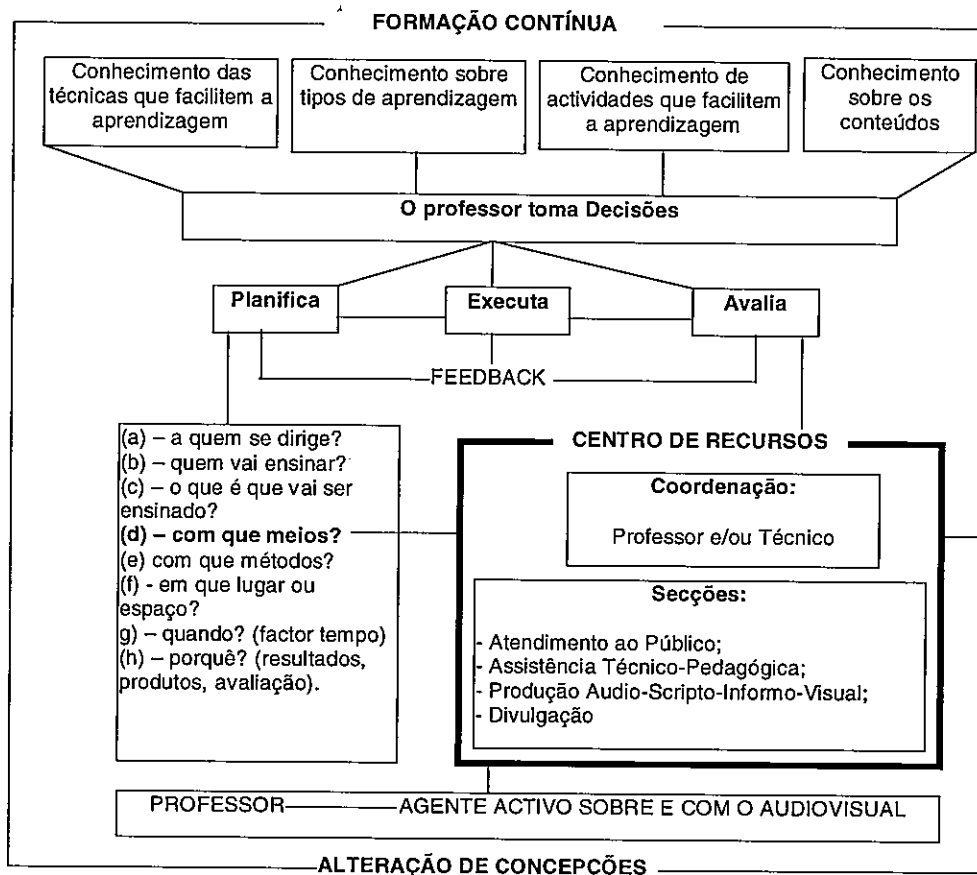 FORMAÇÃO CONTÍNUA
Conhecimento das
técnicas que facilitem a
aprendizagem
Conhecimento sobre
tipos de aprendizagem
Conhecimento de
actividades que facilitem
a aprendizagem
Conhecimento
sobre os
conteúdos
O professor toma Decisões
Planifica
Executa
Avalia
FEEDBACK
(a) – a quem se dirige?
(b) – quem vai ensinar?
(c) – o que é que vai ser
ensinado?
(d) – com que meios?
(e) com que métodos?
(f) - em que lugar ou
espaço?
g) – quando? (factor tempo)
(h) – porquê? (resultados,
produtos, avaliação).
CENTRO DE RECURSOS
Coordenação:
Professor e/ou Técnico
Secções:
- Atendimento ao Público;
- Assistência Técnico-Pedagógica;
- Produção Audio-Scripto-Informo-Visual;
- Divulgação
PROFESSOR AGENTE ACTIVO SOBRE E COM O AUDIOVISUAL
ALTERAÇÃO DE CONCEPCÕES